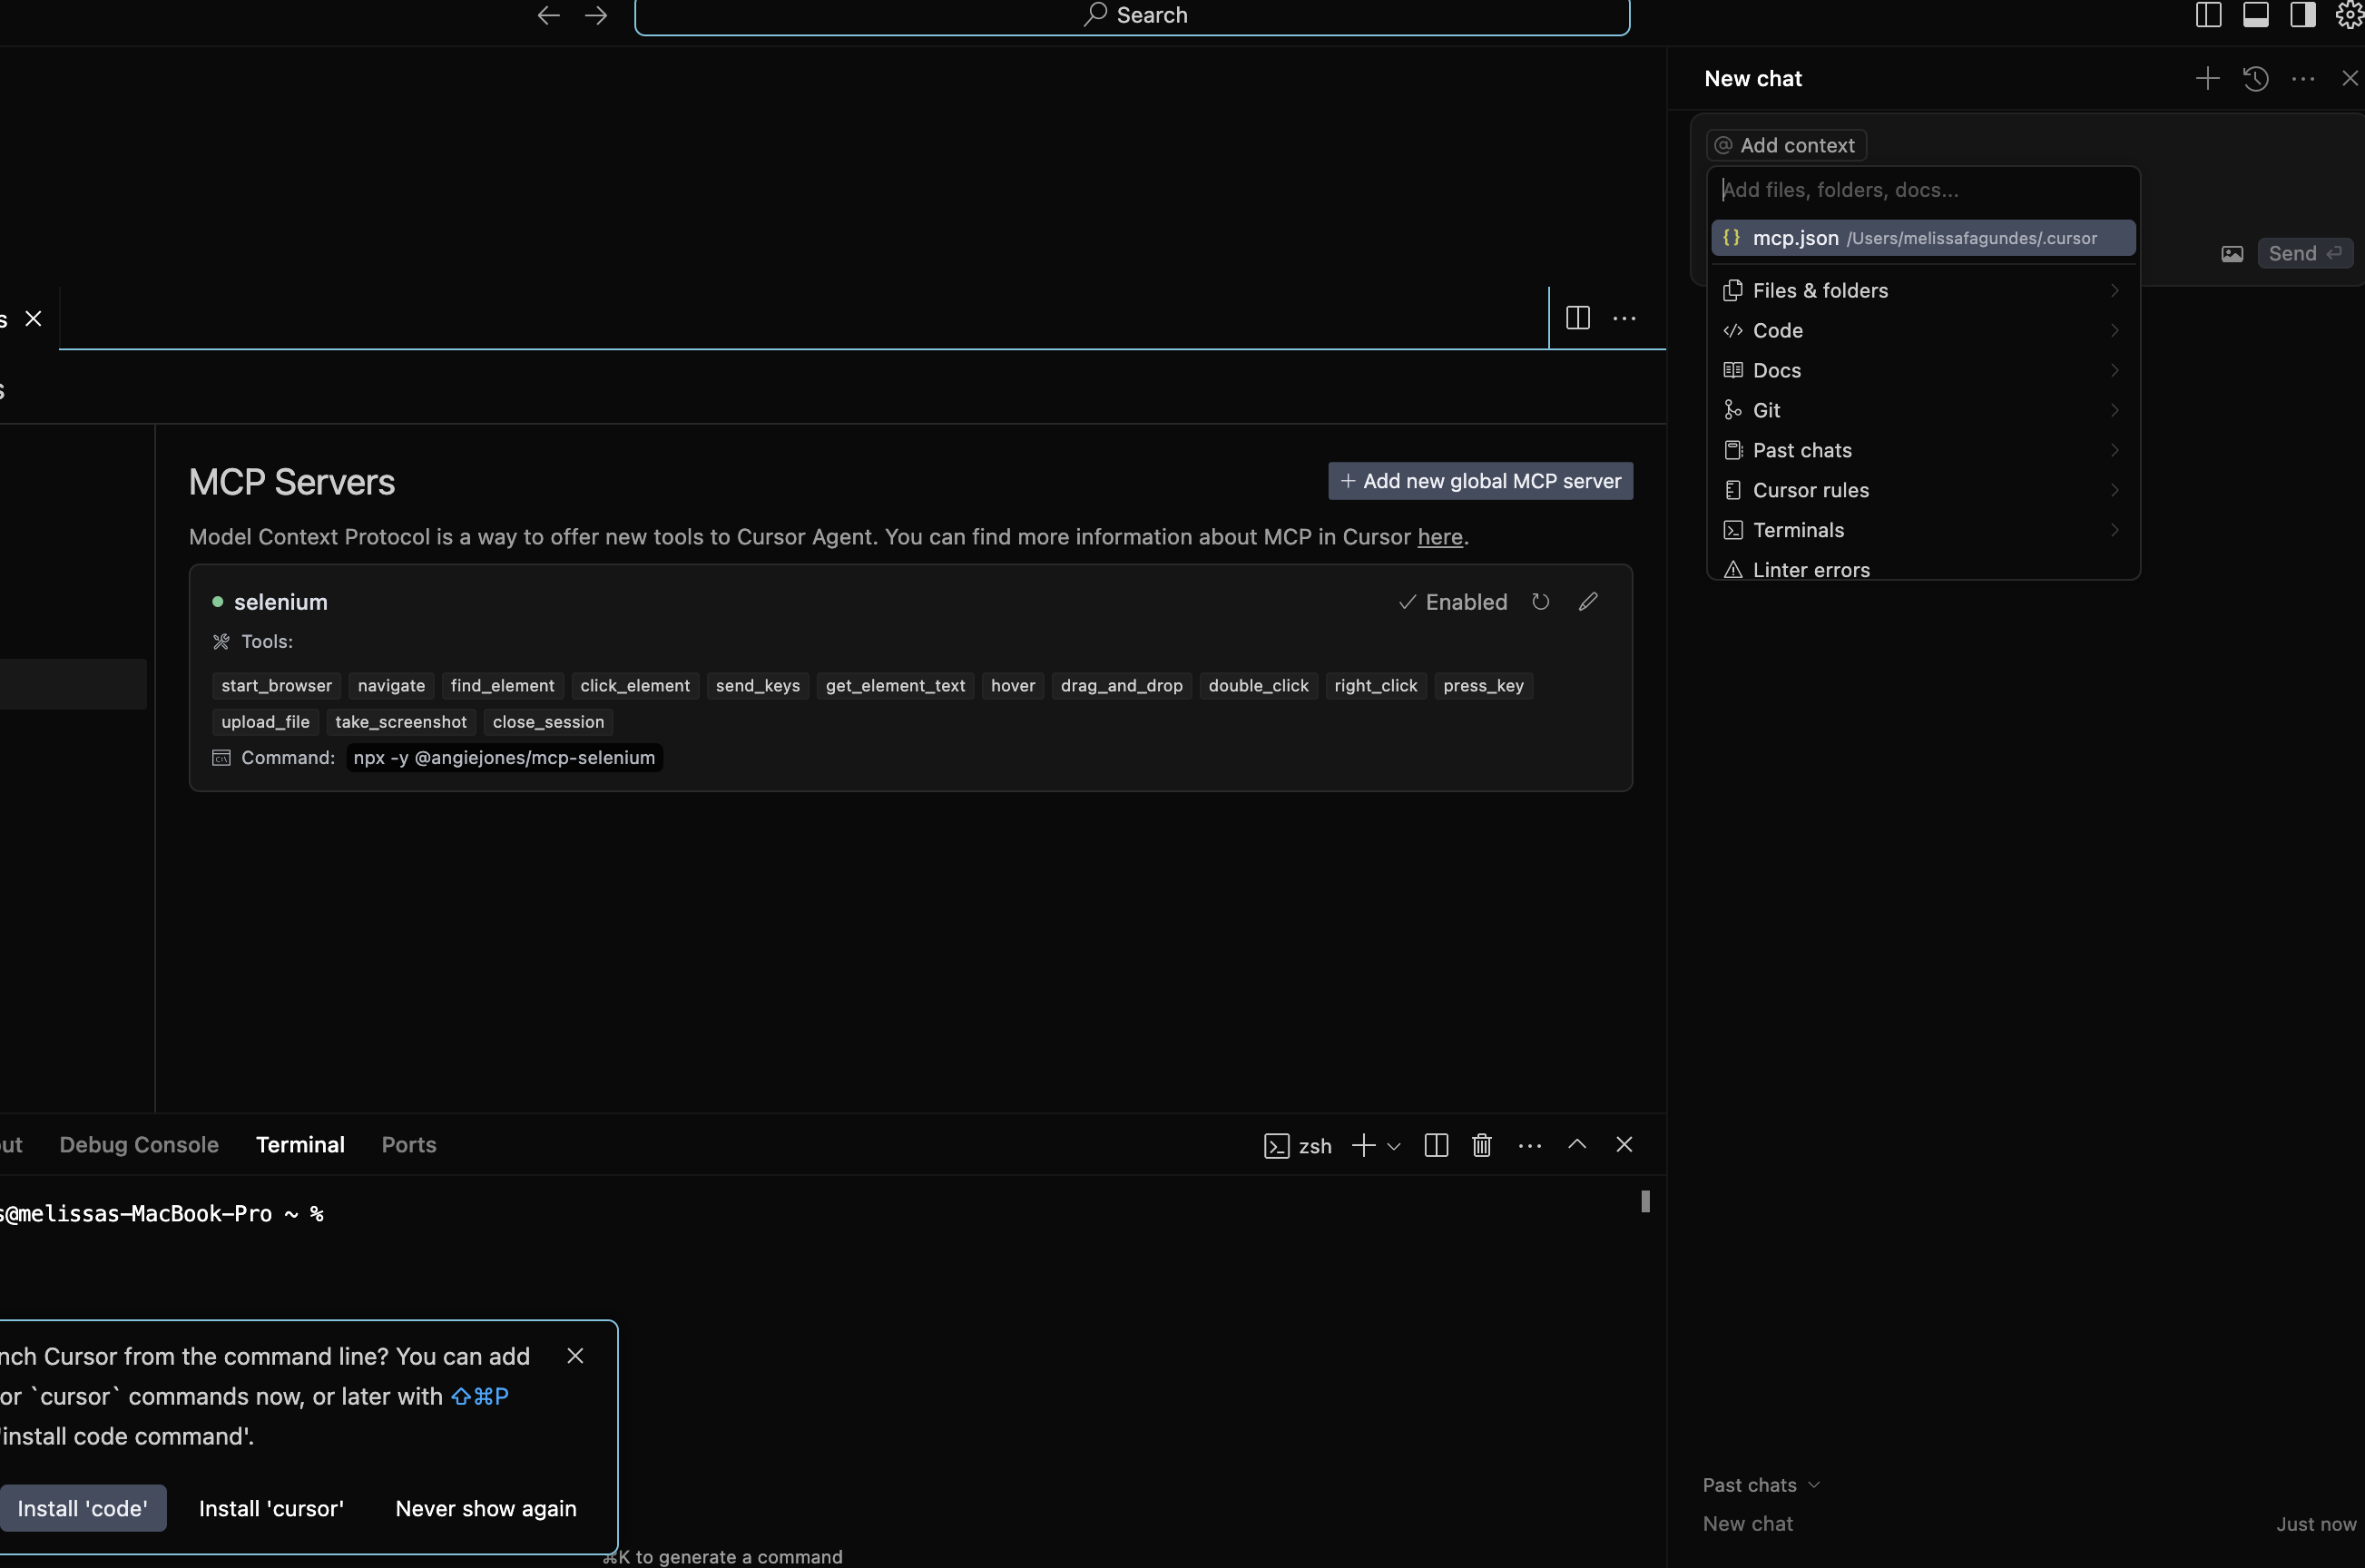 Search
New chat
@ Add context
Add files, folders, docs...
{} mcp.json /Users/melissafagundes/.cursor
Send
Files & folders
Code
Docs
Git
Past chats
Cursor rules
Terminals
Linter errors
s
s
MCP Servers
+ Add new global MCP server
Model Context Protocol is a way to offer new tools to Cursor Agent. You can find more information about MCP in Cursor here.
selenium
Enabled
Tools:
start_browser navigate find_element click_element send_keys get_element_text hover drag_and_drop double_click right_click press_key
upload_file take_screenshot close_session
Command: npx -y @angiejones/mcp-selenium
out Debug Console Terminal Ports
zsh
s@melissas-MacBook-Pro ~ %
nch Cursor from the command line? You can add
or `cursor` commands now, or later with ⇧⌘P
'install code command'.
Install 'code' Install 'cursor' Never show again
⌘K to generate a command
Past chats
New chat Just now